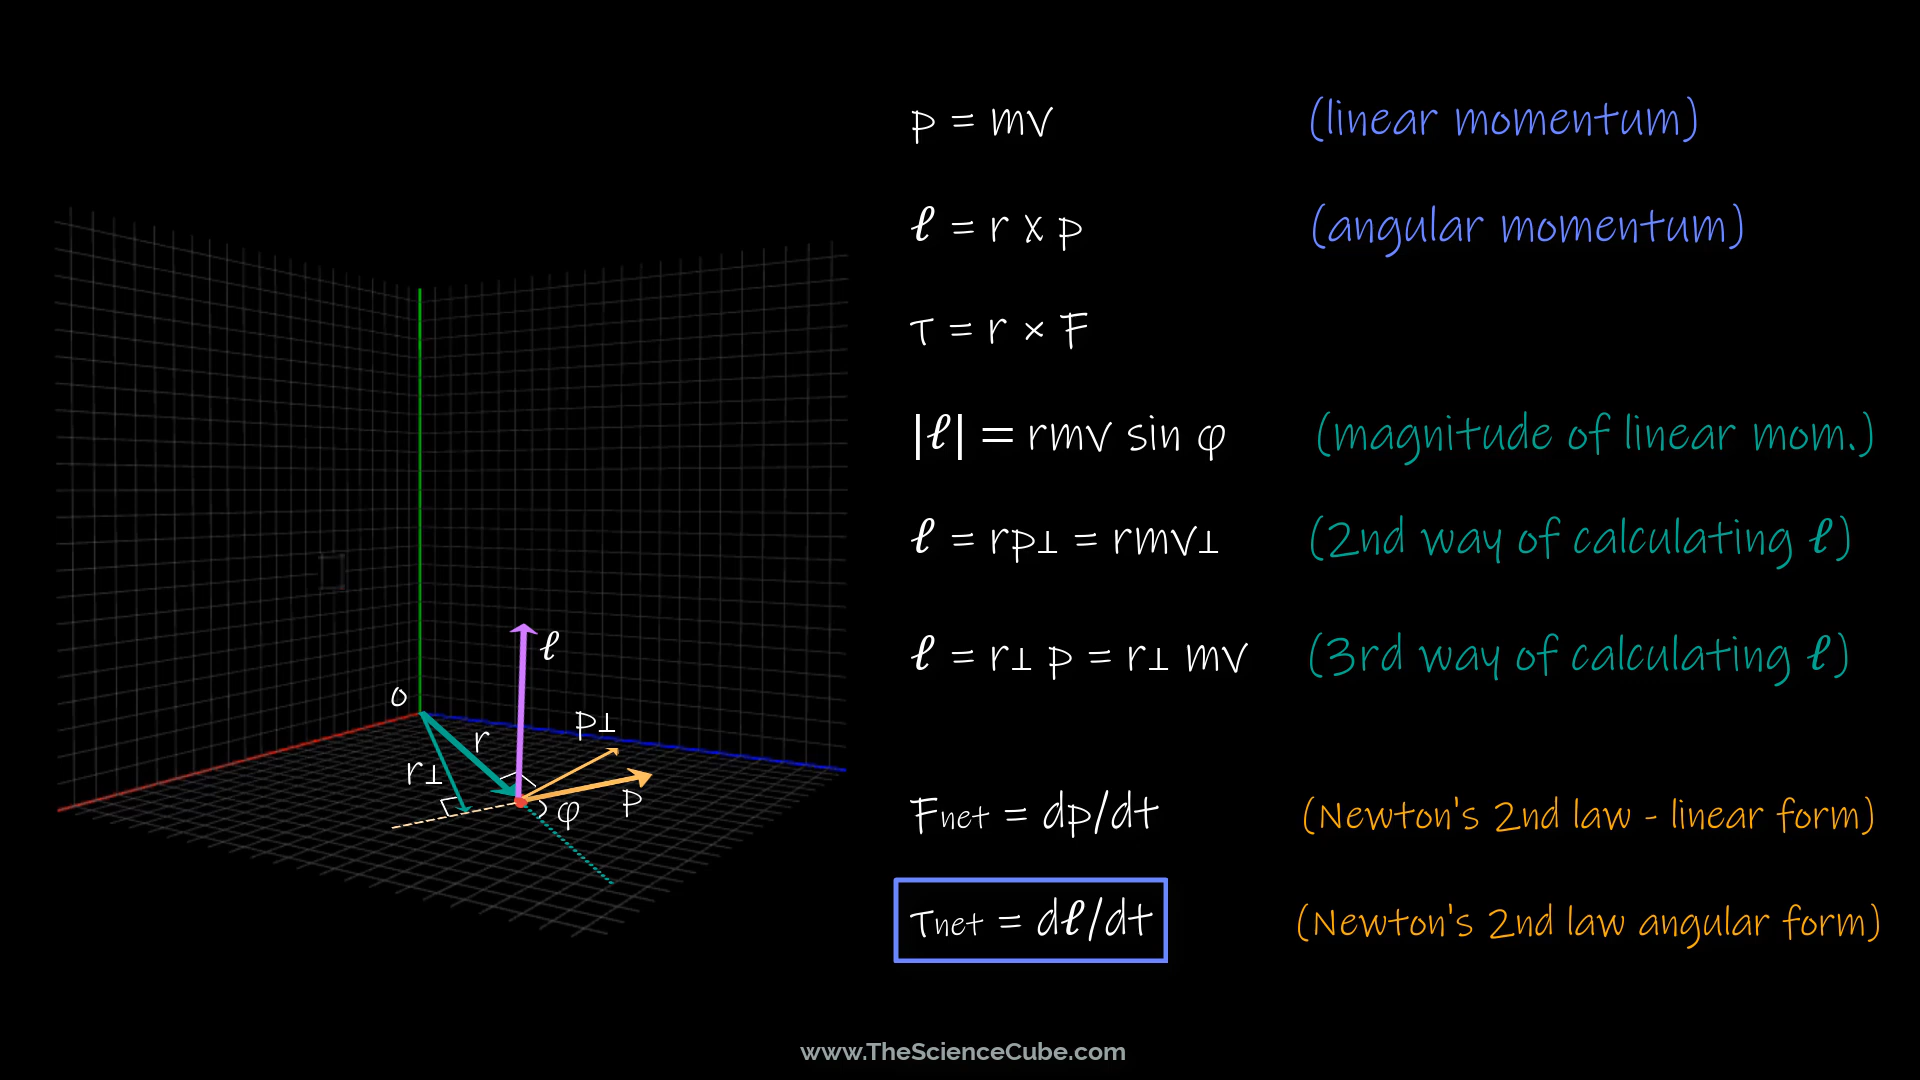 p = mv (linear momentum)
ℓ = r x p (angular momentum)
τ = r × F
|ℓ| = rmv sin φ (magnitude of linear mom.)
ℓ = rp⊥ = rmv⊥ (2nd way of calculating ℓ)
ℓ = r⊥ p = r⊥ mv (3rd way of calculating ℓ)
Fnet = dp/dt (Newton's 2nd law - linear form)
τnet = dℓ/dt (Newton's 2nd law angular form)
ℓ
o
p⊥
r
r⊥
p
φ
www.TheScienceCube.com